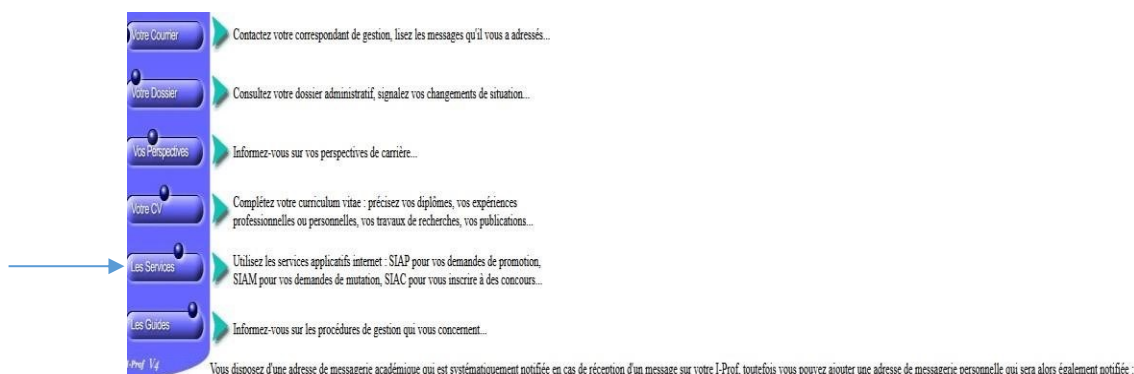 Votre Courrier
Contactez votre correspondant de gestion, lisez les messages qu'il vous a adressés...
Votre Dossier
Consultez votre dossier administratif, signalez vos changements de situation...
Vos Perspectives
Informez-vous sur vos perspectives de carrière...
Votre CV
Complétez votre curriculum vitae : précisez vos diplômes, vos expériences
professionnelles ou personnelles, vos travaux de recherches, vos publications...
Les Services
Utilisez les services applicatifs internet : SIAP pour vos demandes de promotion,
SIAM pour vos demandes de mutation, SIAC pour vous inscrire à des concours...
Les Guides
Informez-vous sur les procédures de gestion qui vous concernent...
I-Prof V4
Vous disposez d'une adresse de messagerie académique qui est systématiquement notifiée en cas de réception d'un message sur votre I-Prof, toutefois vous pouvez ajouter une adresse de messagerie personnelle qui sera alors également notifiée :